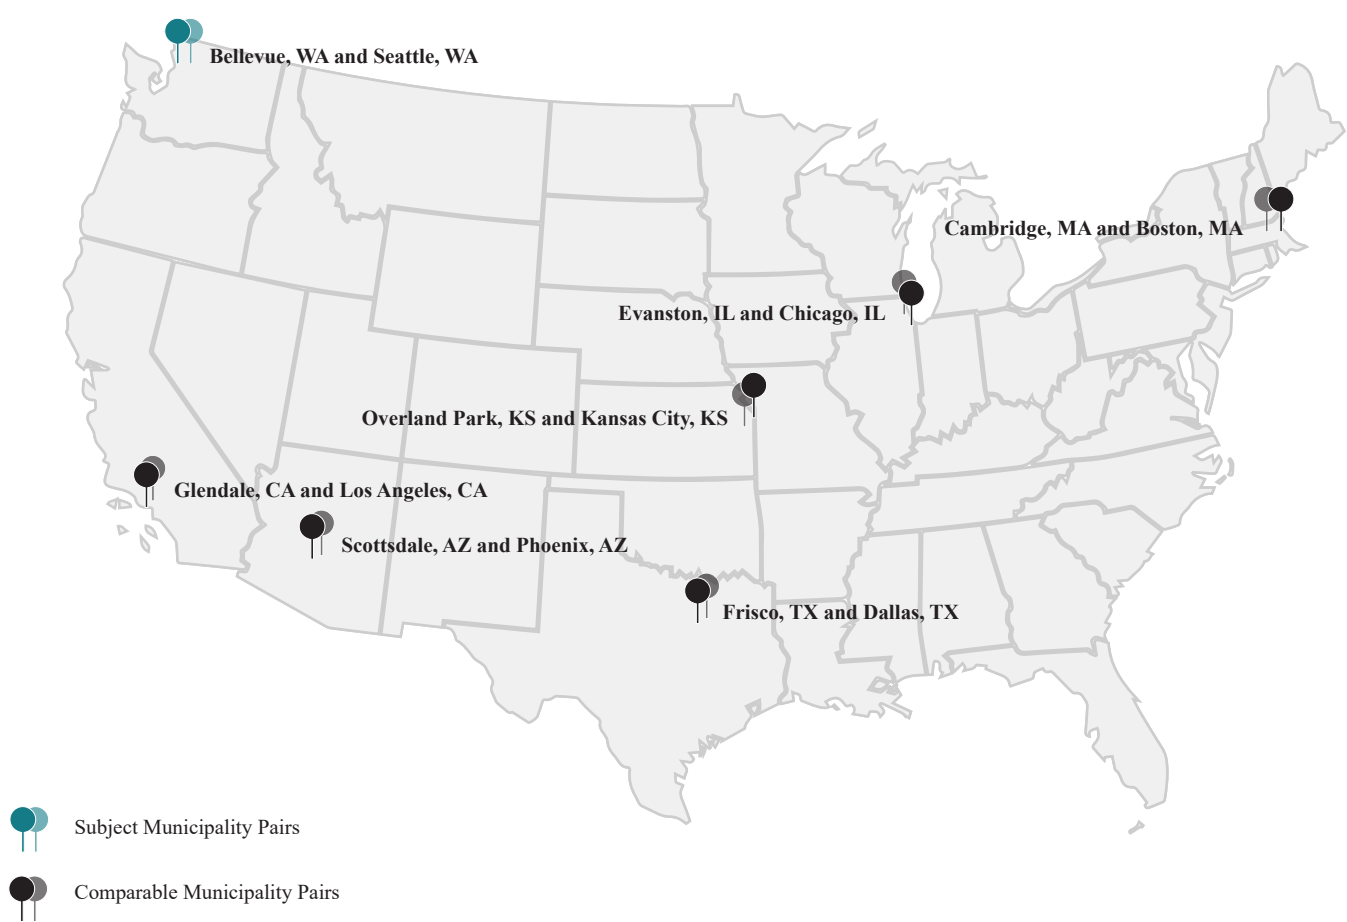 Bellevue, WA and Seattle, WA
Cambridge, MA and Boston, MA
Evanston, IL and Chicago, IL
Overland Park, KS and Kansas City, KS
Glendale, CA and Los Angeles, CA
Scottsdale, AZ and Phoenix, AZ
Frisco, TX and Dallas, TX
Subject Municipality Pairs
Comparable Municipality Pairs